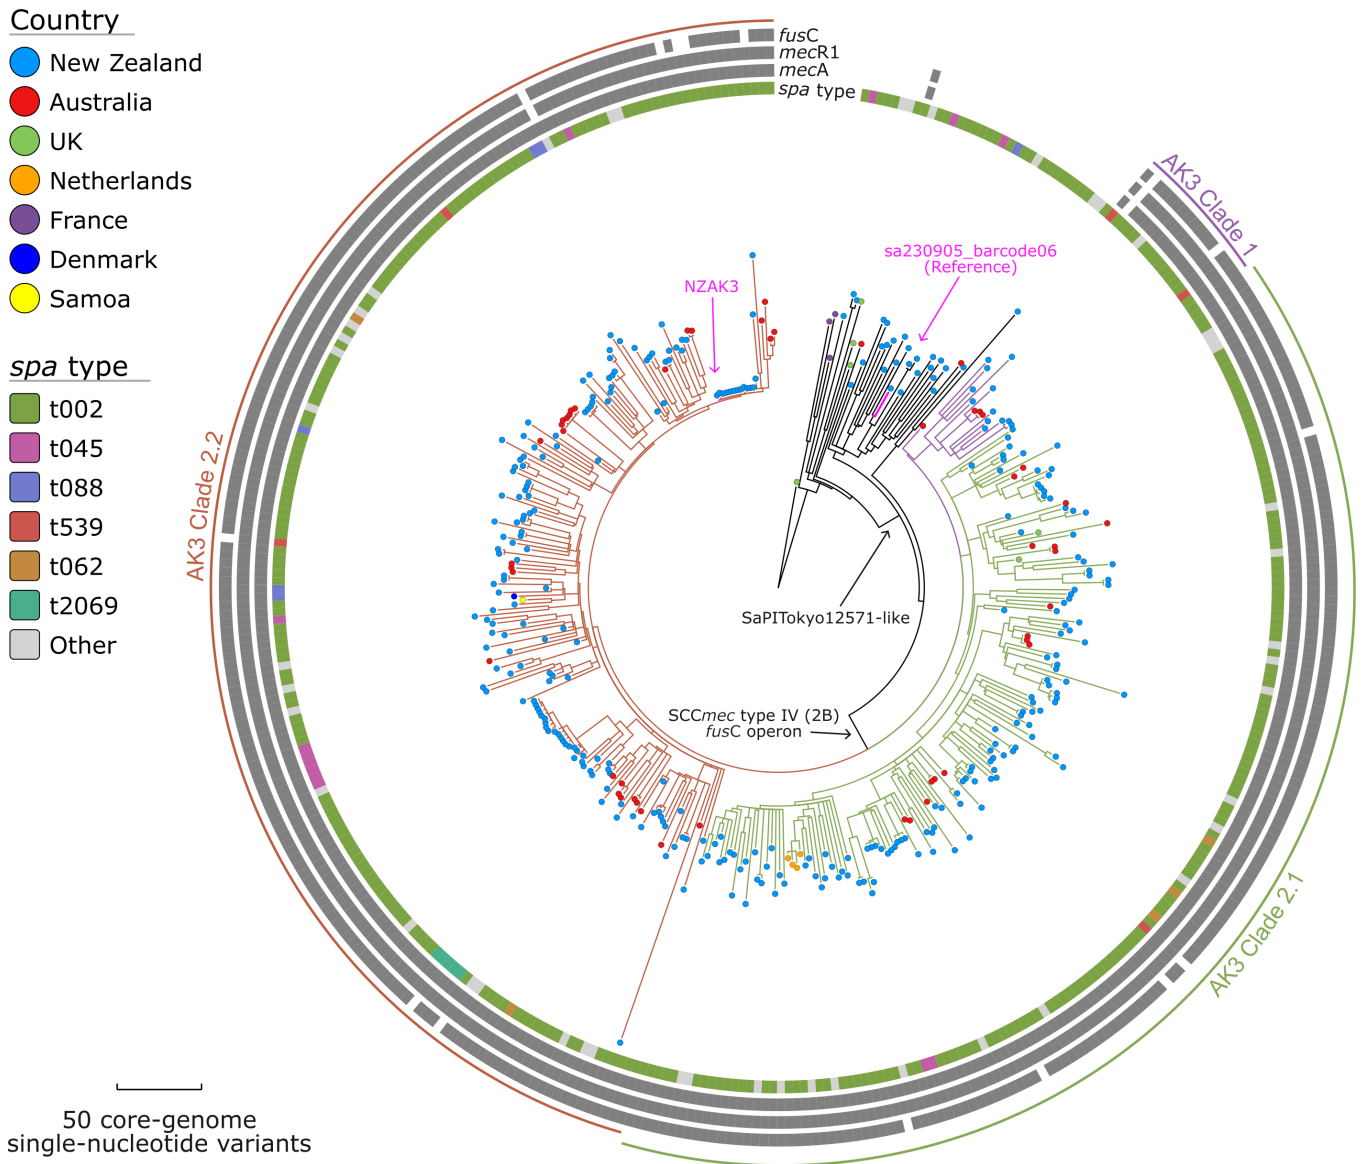 Country
New Zealand
Australia
UK
Netherlands
France
Denmark
Samoa
spa type
t002
t045
t088
t539
t062
t2069
Other
fusC
mecR1
mecA
spa type
AK3 Clade 1
sa230905_barcode06
(Reference)
NZAK3
AK3 Clade 2.2
SaPITokyo12571-like
SCCmec type IV (2B)
fusC operon
AK3 Clade 2.1
50 core-genome
single-nucleotide variants